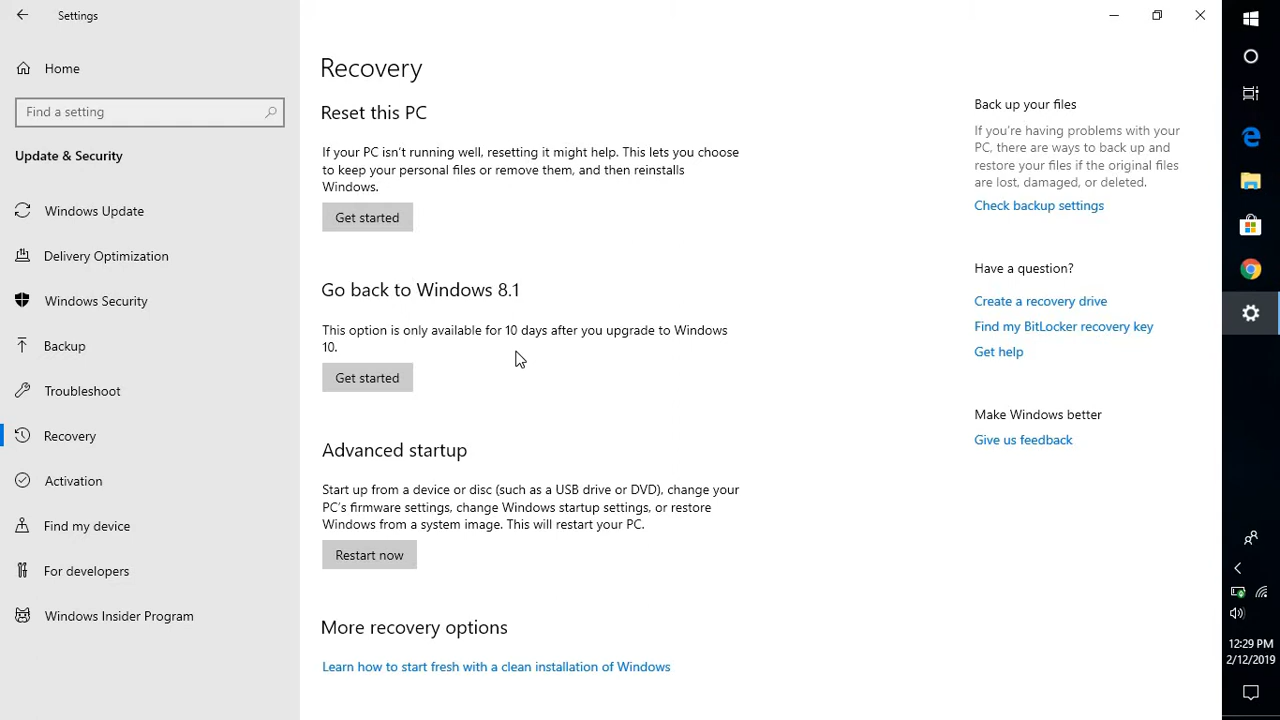 Settings
Home
Find a setting
Update & Security
Windows Update
Delivery Optimization
Windows Security
Backup
Troubleshoot
Recovery
Activation
Find my device
For developers
Windows Insider Program
Recovery
Reset this PC
If your PC isn't running well, resetting it might help. This lets you choose
to keep your personal files or remove them, and then reinstalls
Windows.
Get started
Go back to Windows 8.1
This option is only available for 10 days after you upgrade to Windows
10.
Get started
Advanced startup
Start up from a device or disc (such as a USB drive or DVD), change your
PC's firmware settings, change Windows startup settings, or restore
Windows from a system image. This will restart your PC.
Restart now
More recovery options
Learn how to start fresh with a clean installation of Windows
Back up your files
If you're having problems with your
PC, there are ways to back up and
restore your files if the original files
are lost, damaged, or deleted.
Check backup settings
Have a question?
Create a recovery drive
Find my BitLocker recovery key
Get help
Make Windows better
Give us feedback
12:29 PM
2/12/2019